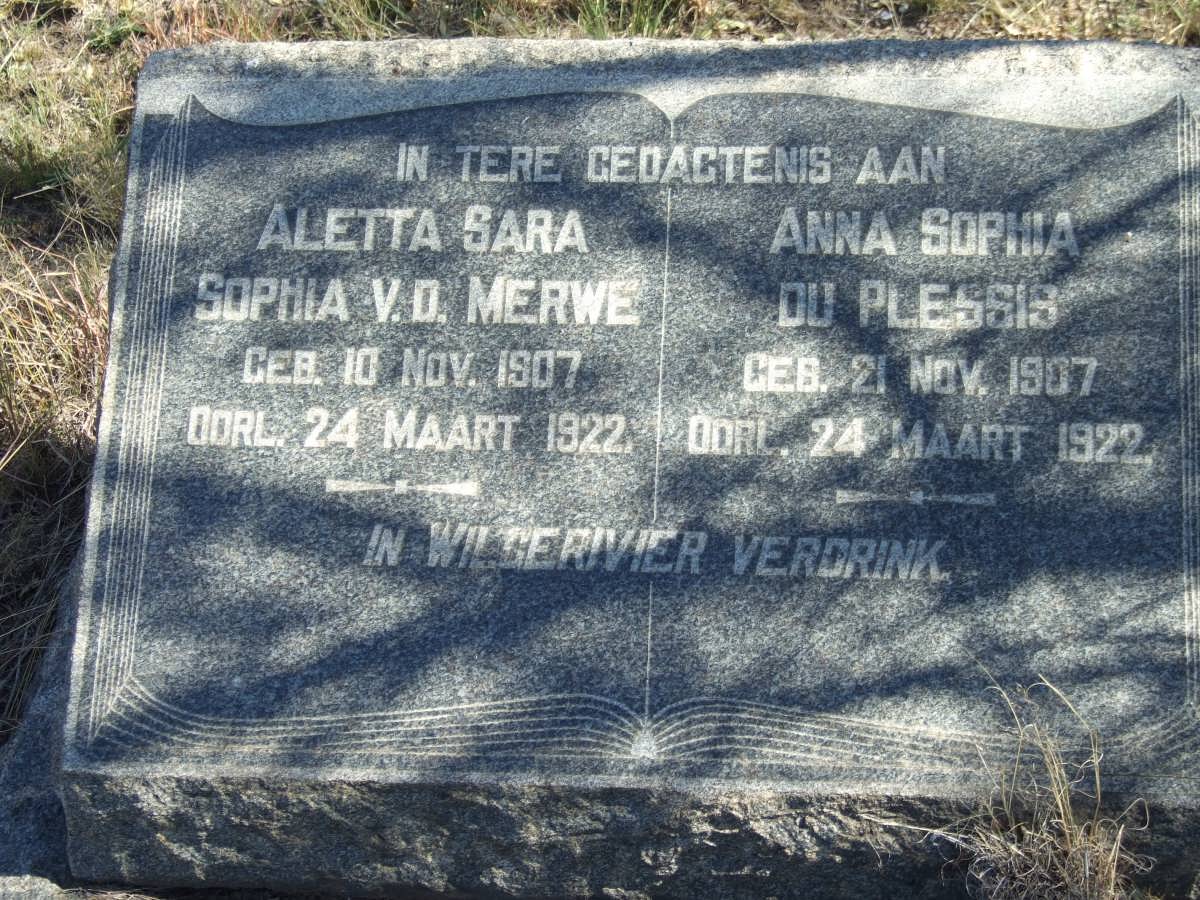 IN TERE GEDACTENIS AAN
ALETTA SARA
SOPHIA V.D. MERWE
GEB. 10 NOV. 1907
OORL. 24 MAART 1922.
ANNA SOPHIA
DU PLESSIS
GEB. 21 NOV. 1907
OORL. 24 MAART 1922.
IN WILGERIVIER VERDRINK.